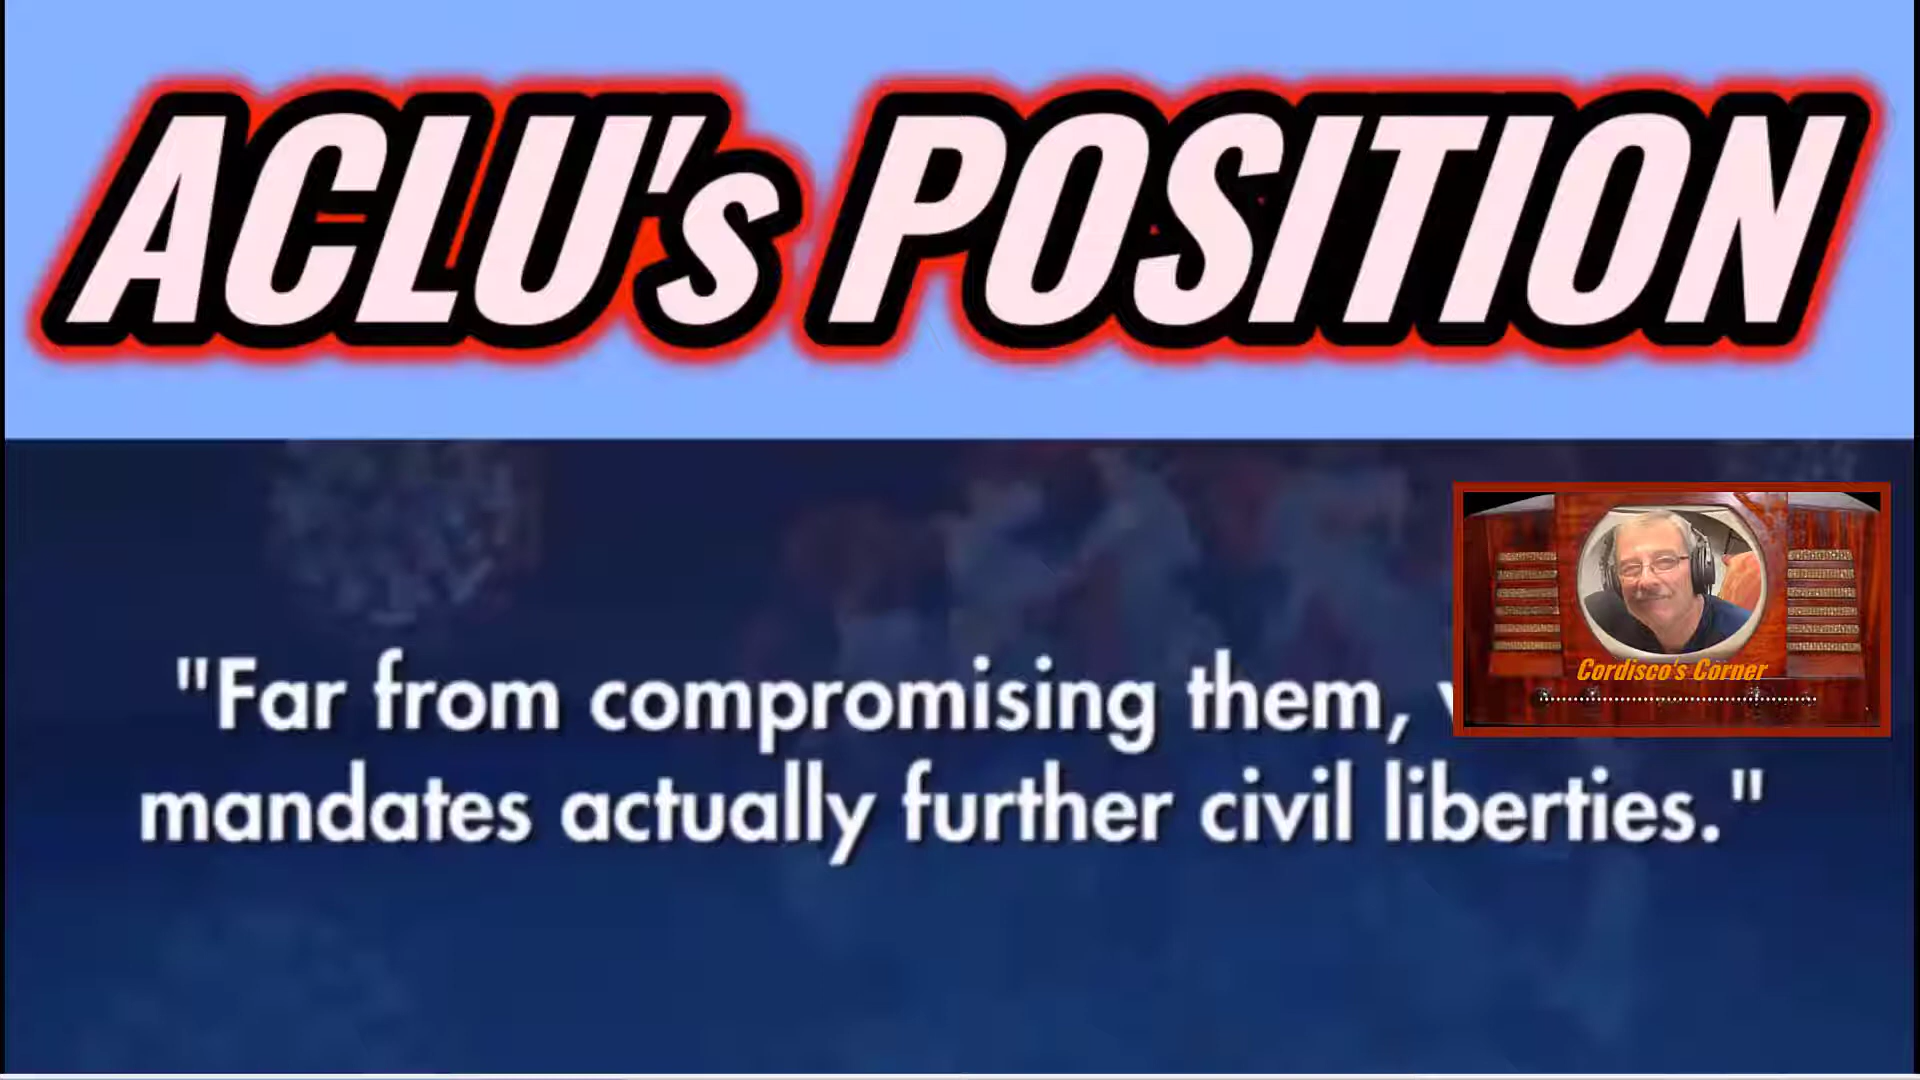 ACLU's POSITION
"Far from compromising them,
mandates actually further civil liberties."
Cordisco's Corner